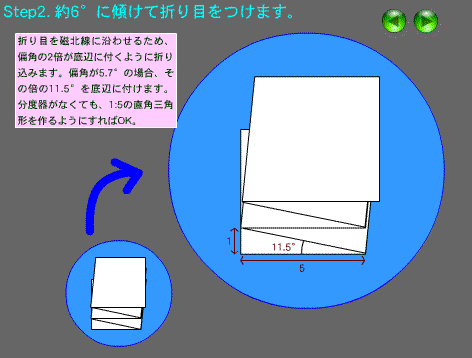 Step2.約6°に傾けて折り目をつけます。
折り目を磁北線に沿わせるため、
偏角の2倍が底辺に付くように折り
込みます。偏角が5.7°の場合、そ
の倍の11.5°を底辺に付けます。
分度器がなくても、1:5の直角三角
形を作るようにすればOK。
1
11.5°
5